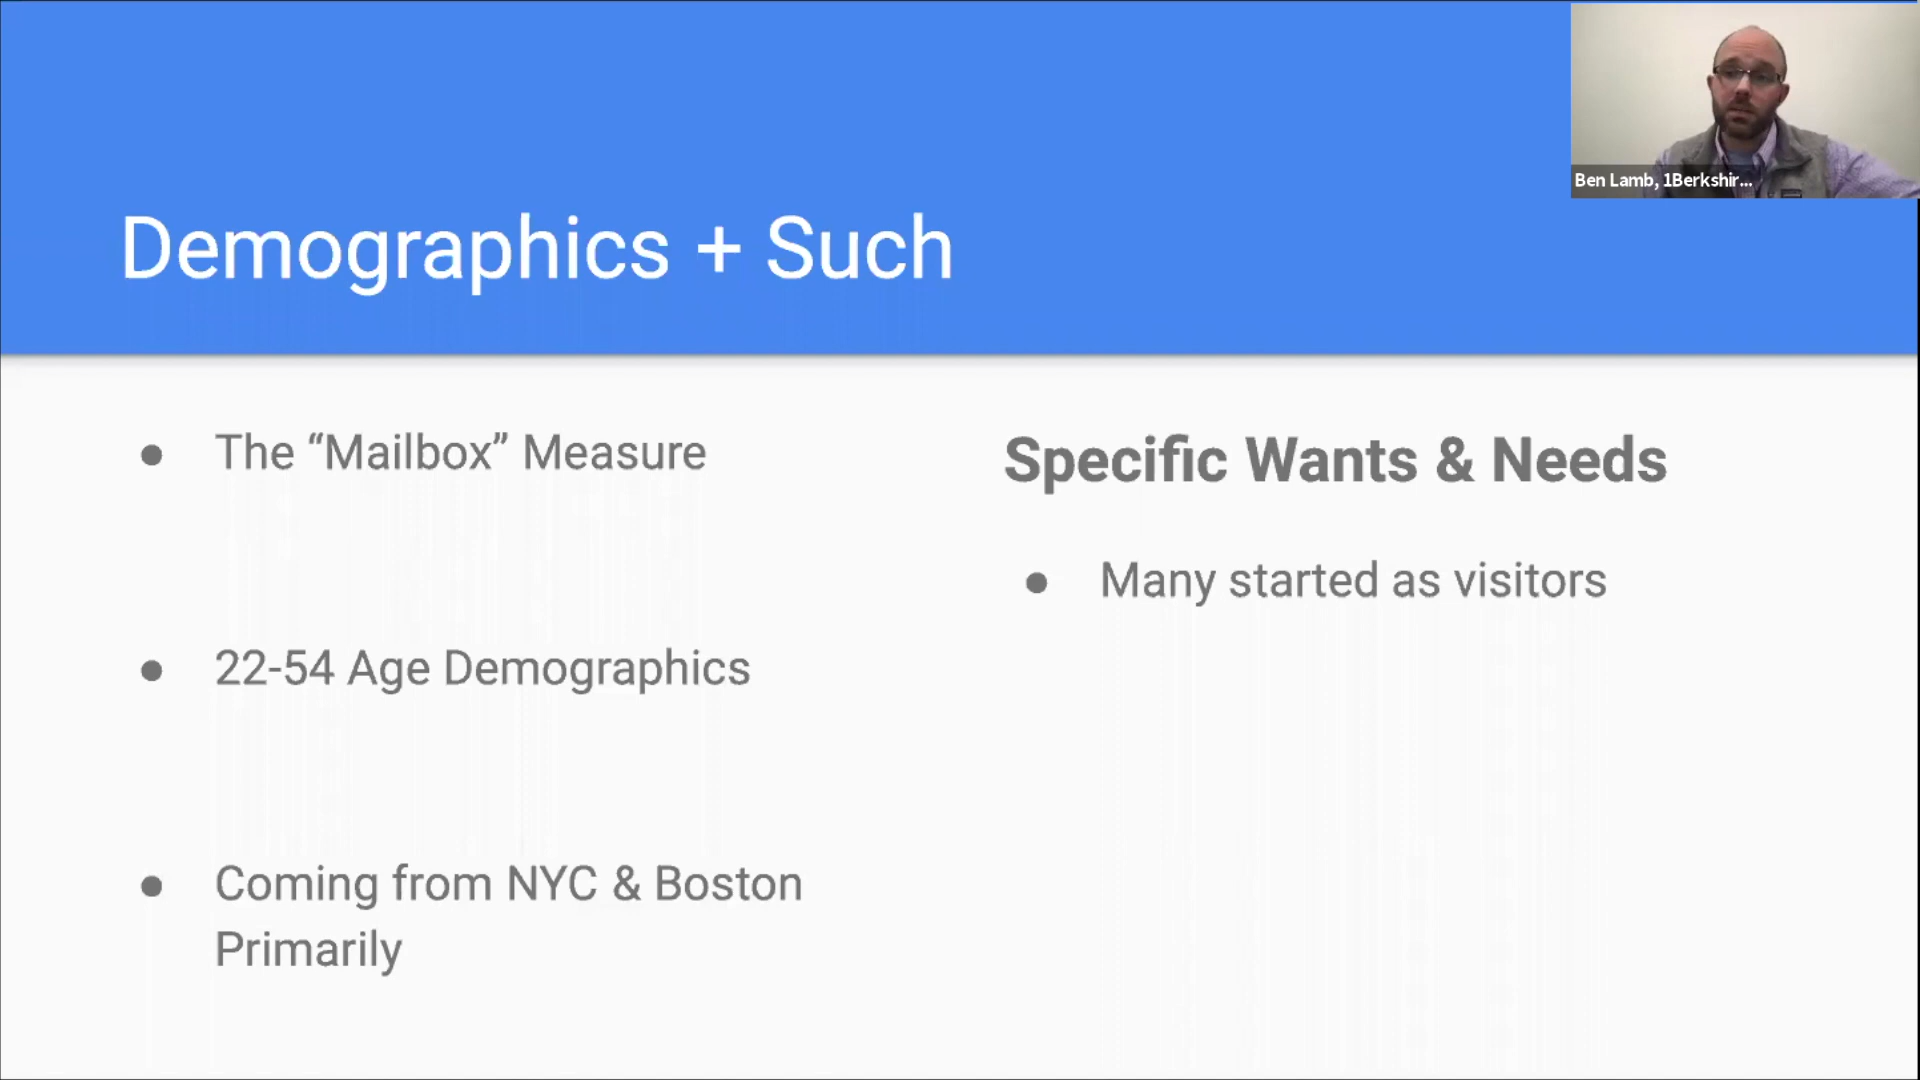 Ben Lamb, 1Berkshir...
Demographics + Such
● The “Mailbox” Measure
● 22-54 Age Demographics
● Coming from NYC & Boston
Primarily
Specific Wants & Needs
● Many started as visitors